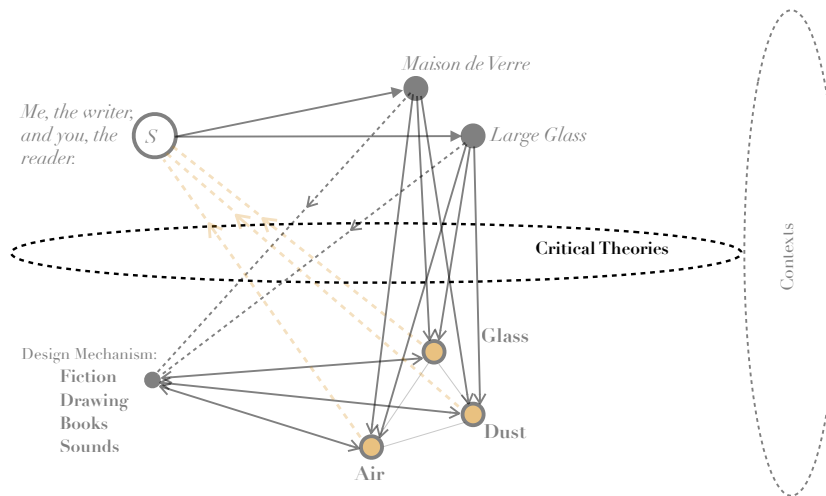 Maison de Verre
Me, the writer,
and you, the
reader.
S
Large Glass
Critical Theories
Contexts
Glass
Design Mechanism:
Fiction
Drawing
Books
Sounds
Dust
Air